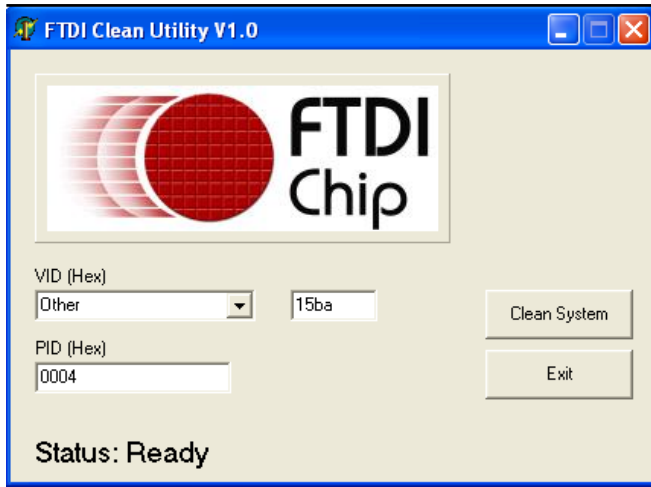 FTDI Clean Utility V1.0
FTDI
Chip
VID (Hex)
Other
15ba
Clean System
PID (Hex)
0004
Exit
Status: Ready